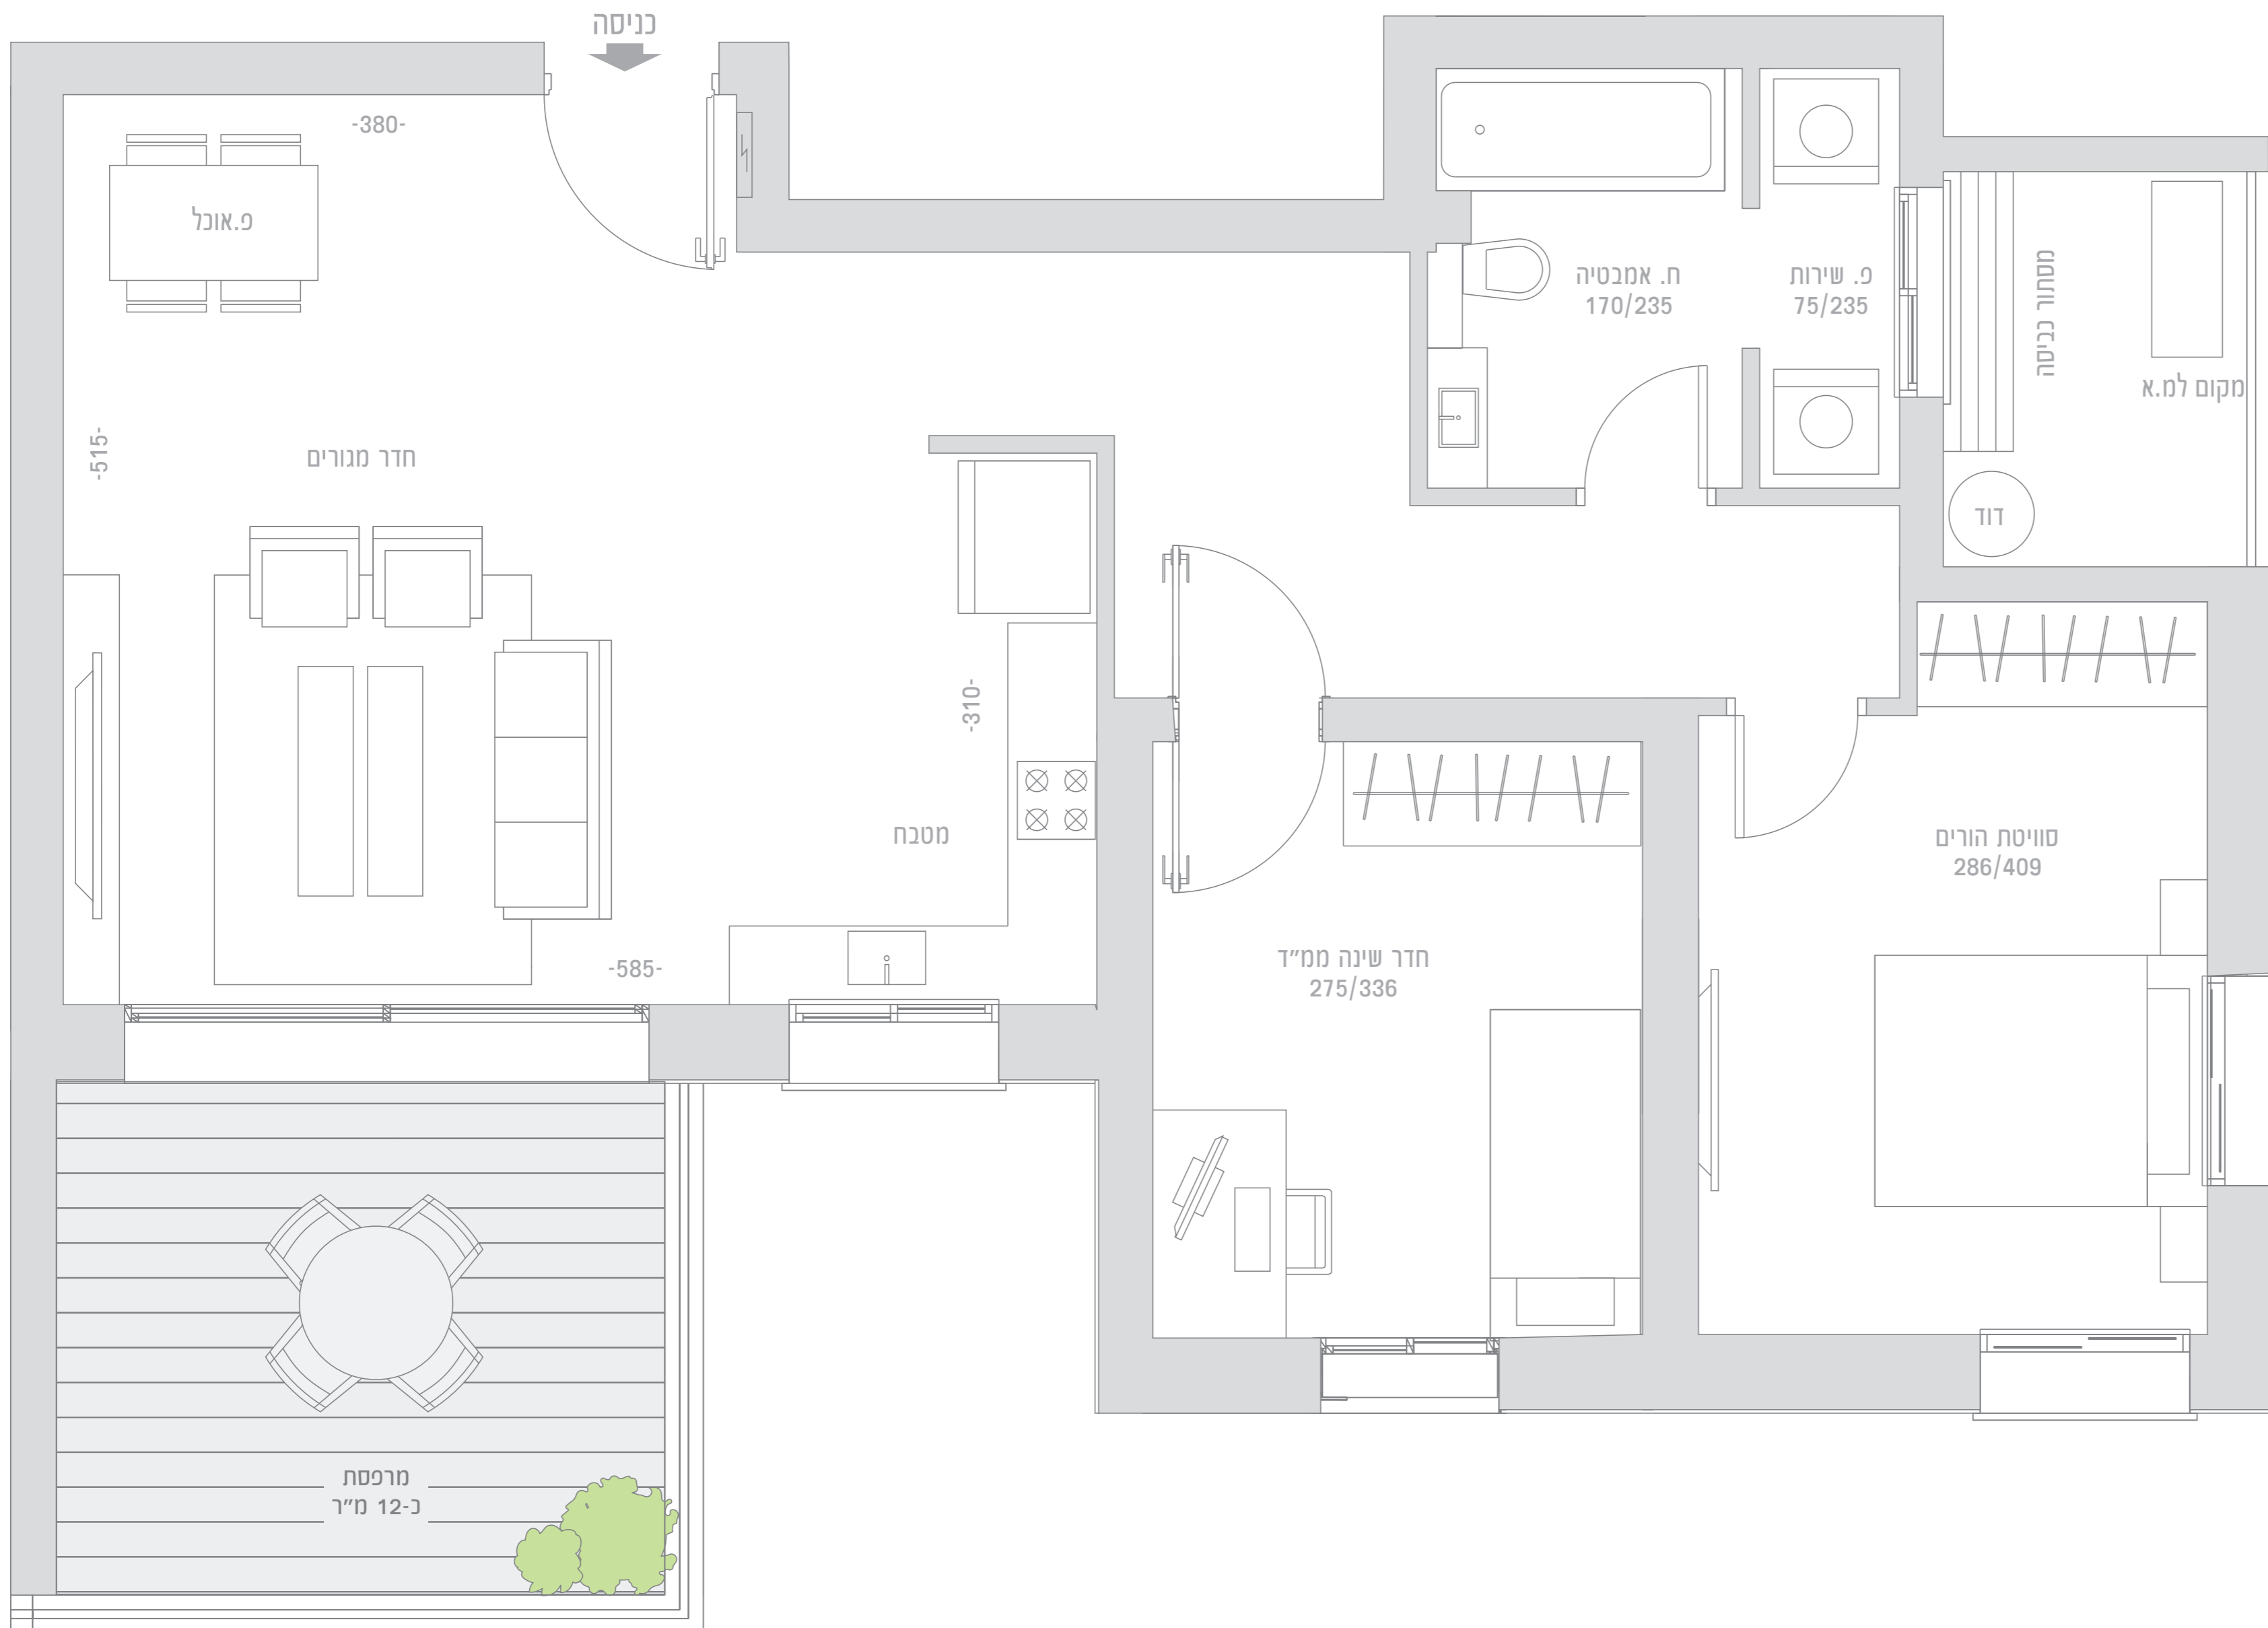 כניסה
-380-
פ.אוכל
ח. אמבטיה
170/235
פ. שירות
75/235
מסתור כביסה
מקום למ.א
דוד
-515-
חדר מגורים
-310-
מטבח
-585-
סוויטת הורים
286/409
חדר שינה ממ״ד
275/336
מרפסת
כ-12 מ״ר